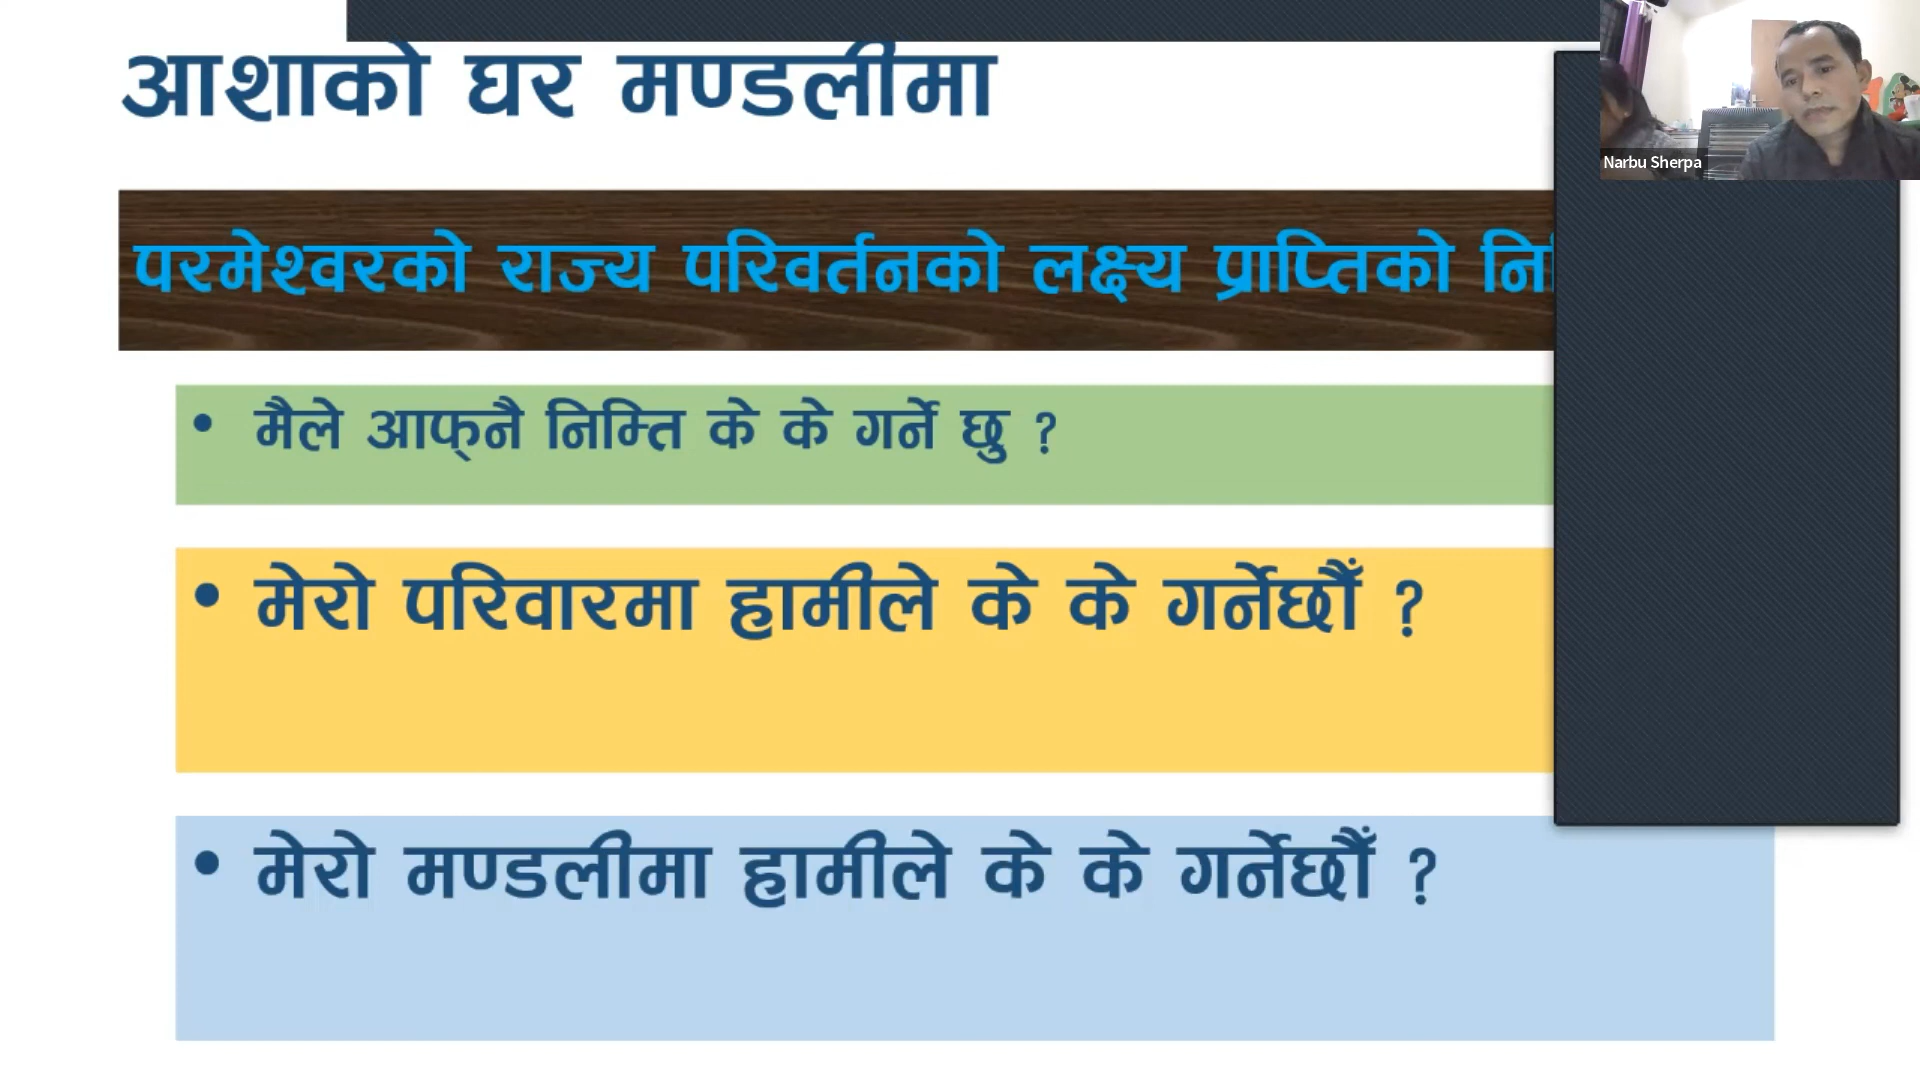 आशाको घर मण्डलीमा
Narbu Sherpa
परमेश्वरको राज्य परिवर्तनको लक्ष्य प्राप्तिको
• मैले आफ्नै निम्ति के के गर्ने छु ?
• मेरो परिवारमा हामीले के के गर्नेछौँ ?
• मेरो मण्डलीमा हामीले के के गर्नेछौँ ?